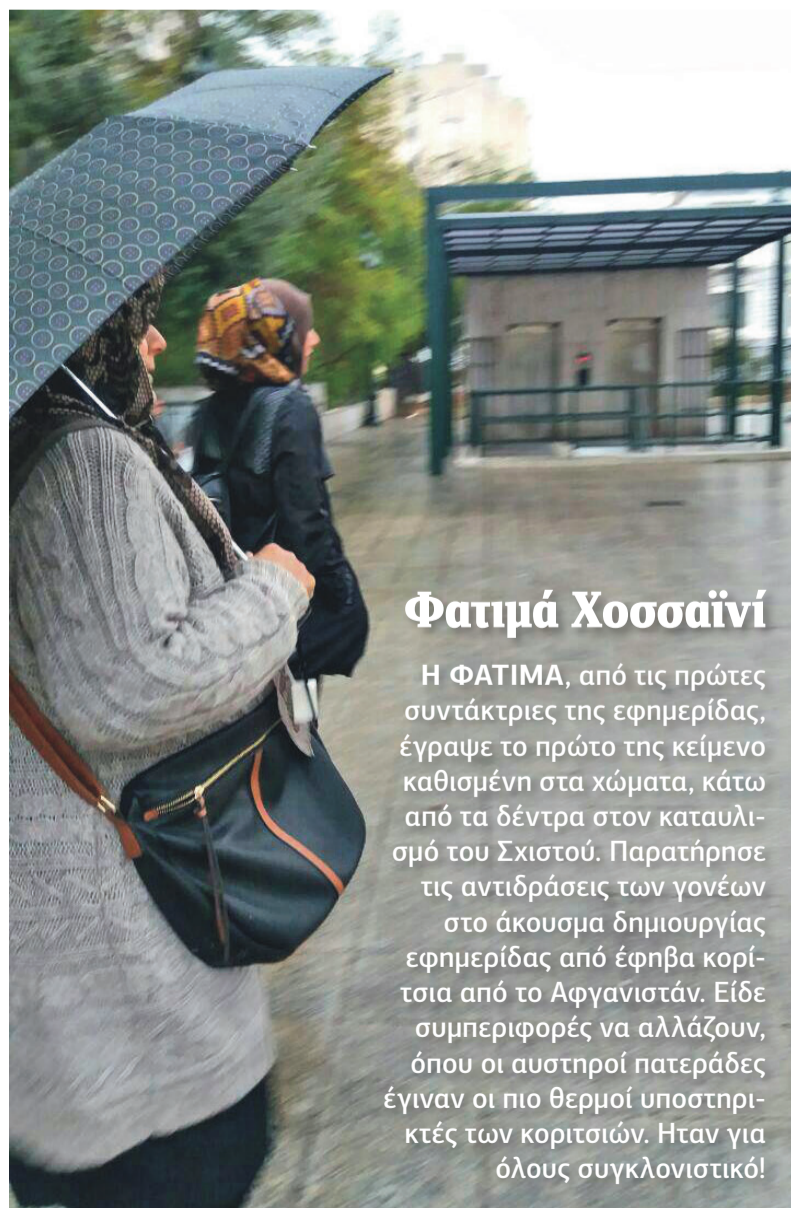 Φατιμά Χοσσαϊνί
Η ΦΑΤΙΜΑ, από τις πρώτες
συντάκτριες της εφημερίδας,
έγραψε το πρώτο της κείμενο
καθισμένη στα χώματα, κάτω
από τα δέντρα στον καταυλι-
σμό του Σχιστού. Παρατήρησε
τις αντιδράσεις των γονέων
στο άκουσμα δημιουργίας
εφημερίδας από έφηβα κορί-
τσια από το Αφγανιστάν. Είδε
συμπεριφορές να αλλάζουν,
όπου οι αυστηροί πατεράδες
έγιναν οι πιο θερμοί υποστηρι-
κτές των κοριτσιών. Ηταν για
όλους συγκλονιστικό!